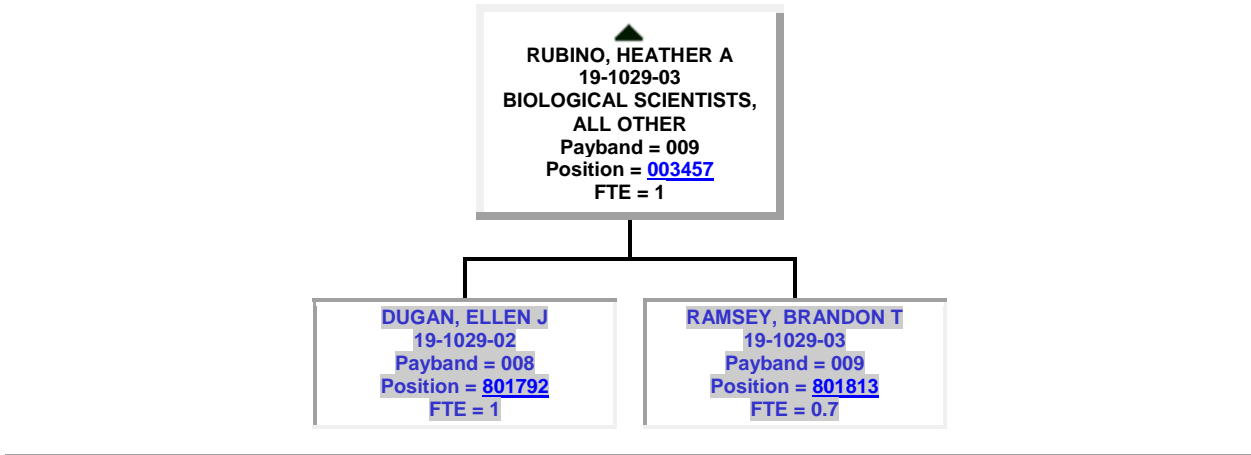 RUBINO, HEATHER A
19-1029-03
BIOLOGICAL SCIENTISTS,
ALL OTHER
Payband = 009
Position = 003457
FTE = 1
DUGAN, ELLEN J
19-1029-02
Payband = 008
Position = 801792
FTE = 1
RAMSEY, BRANDON T
19-1029-03
Payband = 009
Position = 801813
FTE = 0.7